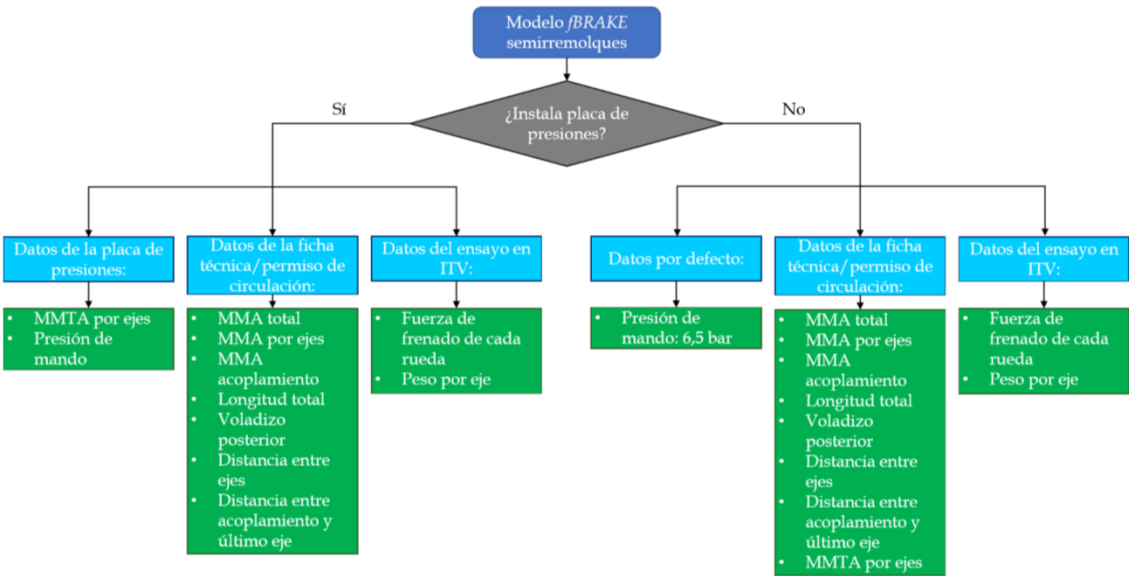 Modelo fBRAKE
semirremolques
Sí
¿Instala placa de
presiones?
No
Datos de la placa de
presiones:
• MMTA por ejes
• Presión de
mando
Datos de la ficha
técnica/permiso de
circulación:
• MMA total
• MMA por ejes
• MMA
acoplamiento
• Longitud total
• Voladizo
posterior
• Distancia entre
ejes
• Distancia entre
acoplamiento y
último eje
Datos del ensayo en
ITV:
• Fuerza de
frenado de cada
rueda
• Peso por eje
Datos por defecto:
• Presión de
mando: 6,5 bar
Datos de la ficha
técnica/permiso de
circulación:
• MMA total
• MMA por ejes
• MMA
acoplamiento
• Longitud total
• Voladizo
posterior
• Distancia entre
ejes
• Distancia entre
acoplamiento y
último eje
• MMTA por ejes
Datos del ensayo en
ITV:
• Fuerza de
frenado de cada
rueda
• Peso por eje